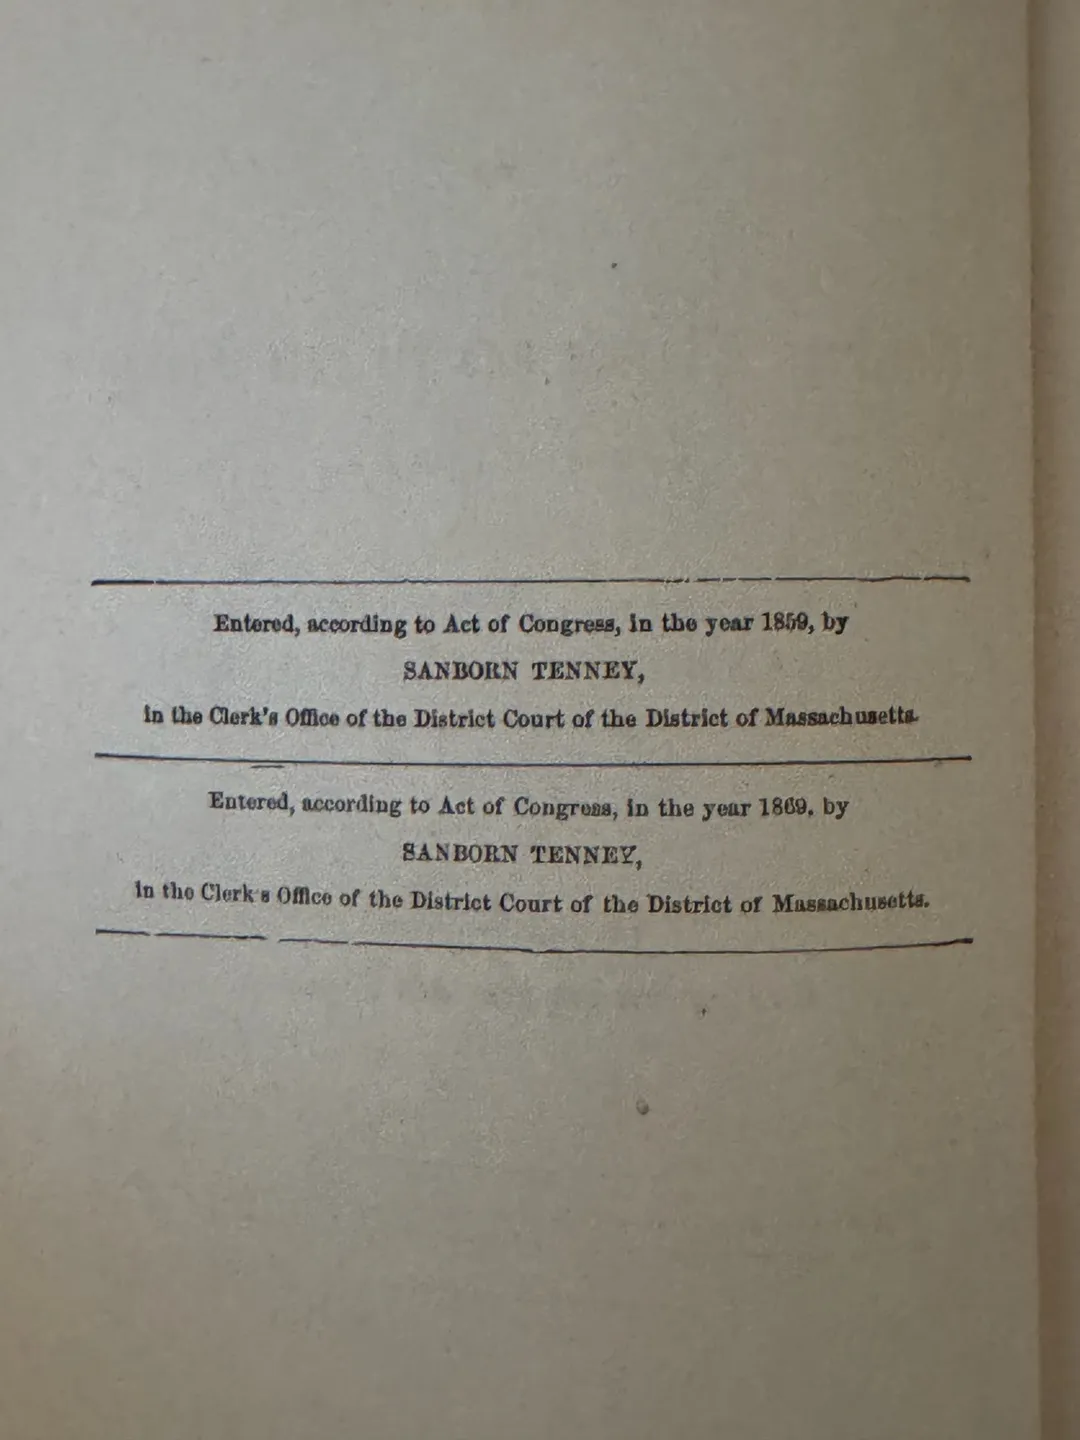 Entered, according to Act of Congress, in the year 1859, by
SANBORN TENNEY,
in the Clerk's Office of the District Court of the District of Massachusetts.
Entered, according to Act of Congress, in the year 1869, by
SANBORN TENNEY,
in the Clerk's Office of the District Court of the District of Massachusetts.